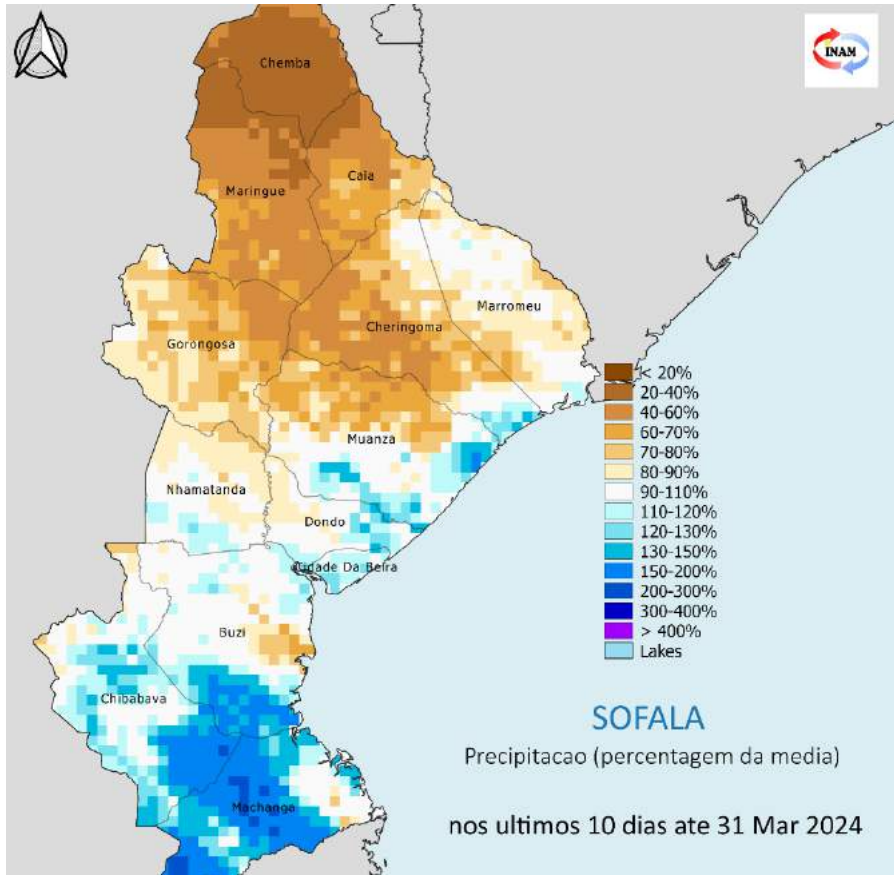 INAM
Chemba
Caia
Maringue
Marromeu
Cheringoma
Gorongosa
Muanza
Nhamatanda
Dondo
Cidade Da Beira
Buzi
Chibabava
Machanga
< 20%
20-40%
40-60%
60-70%
70-80%
80-90%
90-110%
110-120%
120-130%
130-150%
150-200%
200-300%
300-400%
> 400%
Lakes
SOFALA
Precipitacao (percentagem da media)
nos ultimos 10 dias ate 31 Mar 2024